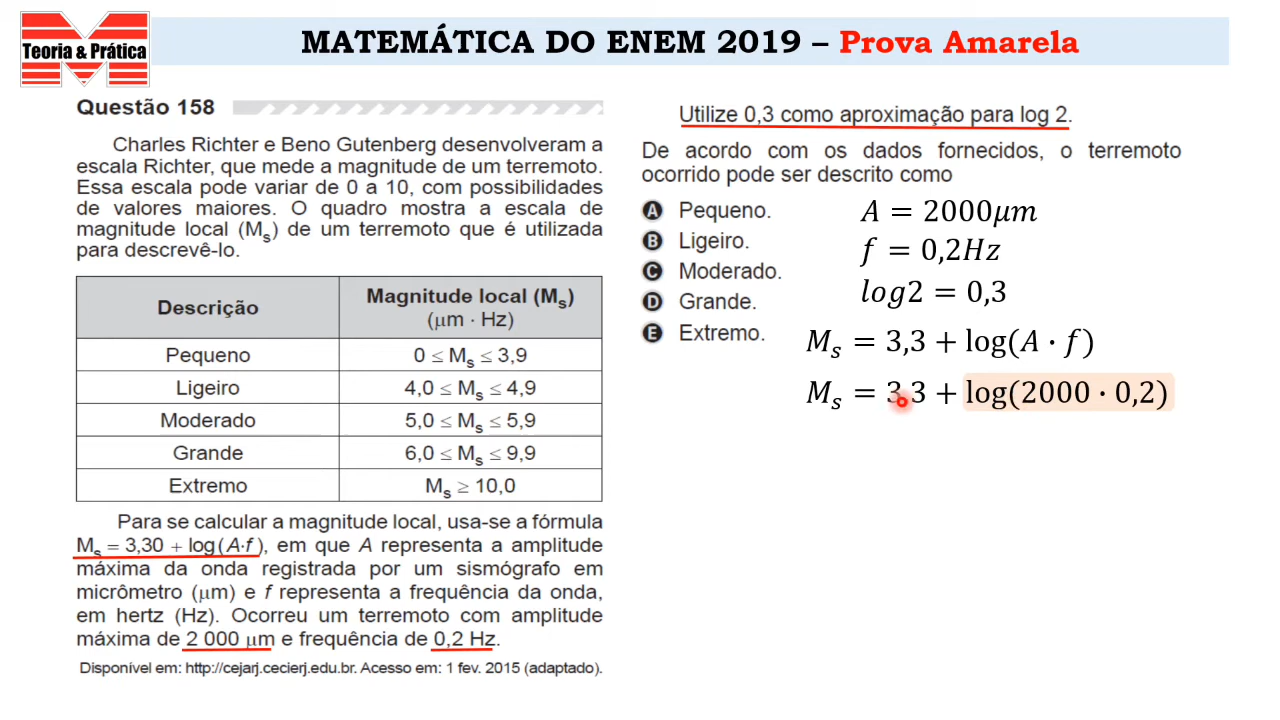 Teoria & Prática
MATEMÁTICA DO ENEM 2019 – Prova Amarela
Questão 158
Charles Richter e Beno Gutenberg desenvolveram a
escala Richter, que mede a magnitude de um terremoto.
Essa escala pode variar de 0 a 10, com possibilidades
de valores maiores. O quadro mostra a escala de
magnitude local (Ms) de um terremoto que é utilizada
para descrevê-lo.
Descrição
Magnitude local (Ms)
(μm · Hz)
Pequeno
0 ≤ Ms ≤ 3,9
Ligeiro
4,0 ≤ Ms ≤ 4,9
Moderado
5,0 ≤ Ms ≤ 5,9
Grande
6,0 ≤ Ms ≤ 9,9
Extremo
Ms ≥ 10,0
Para se calcular a magnitude local, usa-se a fórmula
Ms = 3,30 + log(A·f), em que A representa a amplitude
máxima da onda registrada por um sismógrafo em
micrômetro (μm) e f representa a frequência da onda,
em hertz (Hz). Ocorreu um terremoto com amplitude
máxima de 2 000 μm e frequência de 0,2 Hz.
Disponível em: http://cejarj.cecierj.edu.br. Acesso em: 1 fev. 2015 (adaptado).
Utilize 0,3 como aproximação para log 2.
De acordo com os dados fornecidos, o terremoto
ocorrido pode ser descrito como
A Pequeno.
B Ligeiro.
C Moderado.
D Grande.
E Extremo.
A = 2000μm
f = 0,2Hz
log2 = 0,3
Ms = 3,3 + log(A · f)
Ms = 3,3 + log(2000 · 0,2)